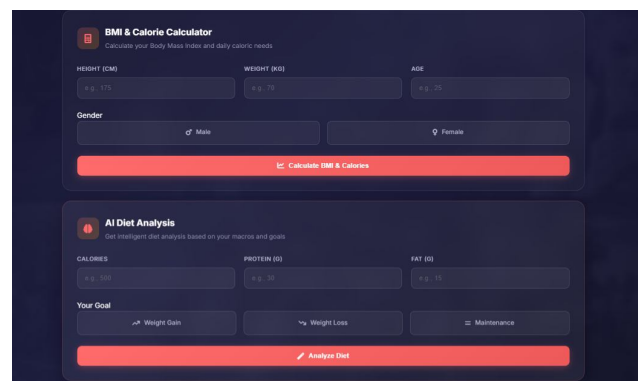 BMI & Calorie Calculator
Calculate your Body Mass Index and daily caloric needs
HEIGHT (CM) WEIGHT (KG) AGE
e.g., 175 e.g., 70 e.g., 25
Gender
Male Female
Calculate BMI & Calories
AI Diet Analysis
Get intelligent diet analysis based on your macros and goals
CALORIES PROTEIN (G) FAT (G)
e.g., 500 e.g., 30 e.g., 15
Your Goal
Weight Gain Weight Loss Maintenance
Analyze Diet